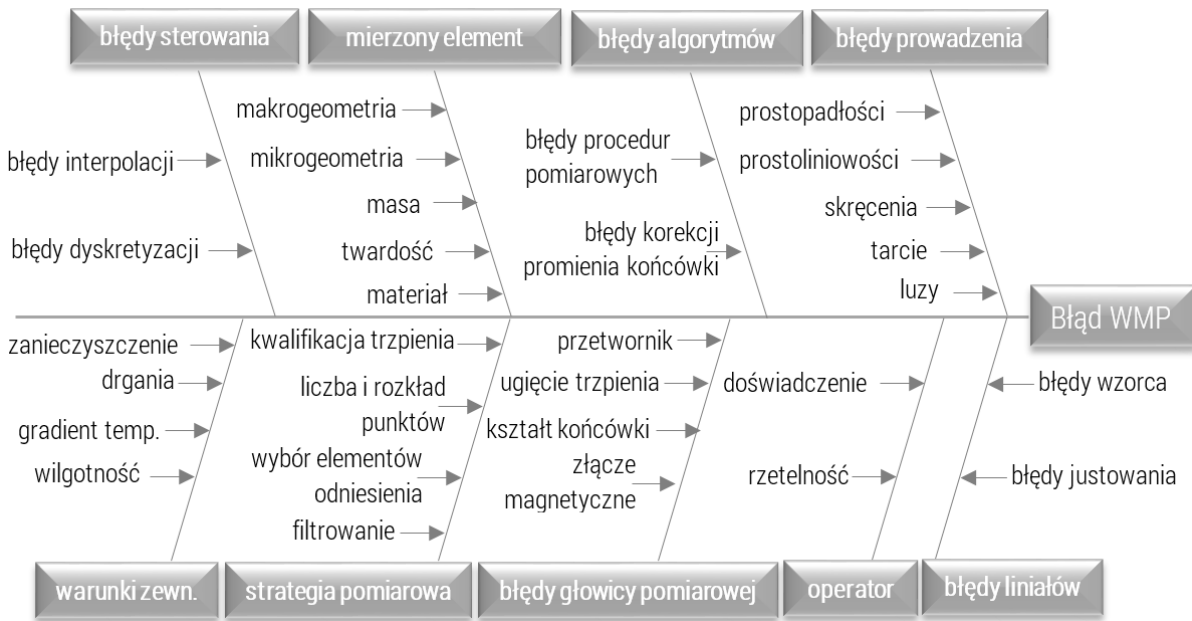 błędy sterowania
mierzony element
błędy algorytmów
błędy prowadzenia
błędy interpolacji
błędy dyskretyzacji
makrogeometria
mikrogeometria
masa
twardość
materiał
błędy procedur
pomiarowych
błędy korekcji
promienia końcówki
prostopadłości
prostoliniowości
skręcenia
tarcie
luzy
Błąd WMP
zanieczyszczenie
drgania
gradient temp.
wilgotność
kwalifikacja trzpienia
liczba i rozkład
punktów
wybór elementów
odniesienia
filtrowanie
przetwornik
ugięcie trzpienia
kształt końcówki
złącze
magnetyczne
doświadczenie
rzetelność
błędy wzorca
błędy justowania
warunki zewn.
strategia pomiarowa
błędy głowicy pomiarowej
operator
błędy liniałów